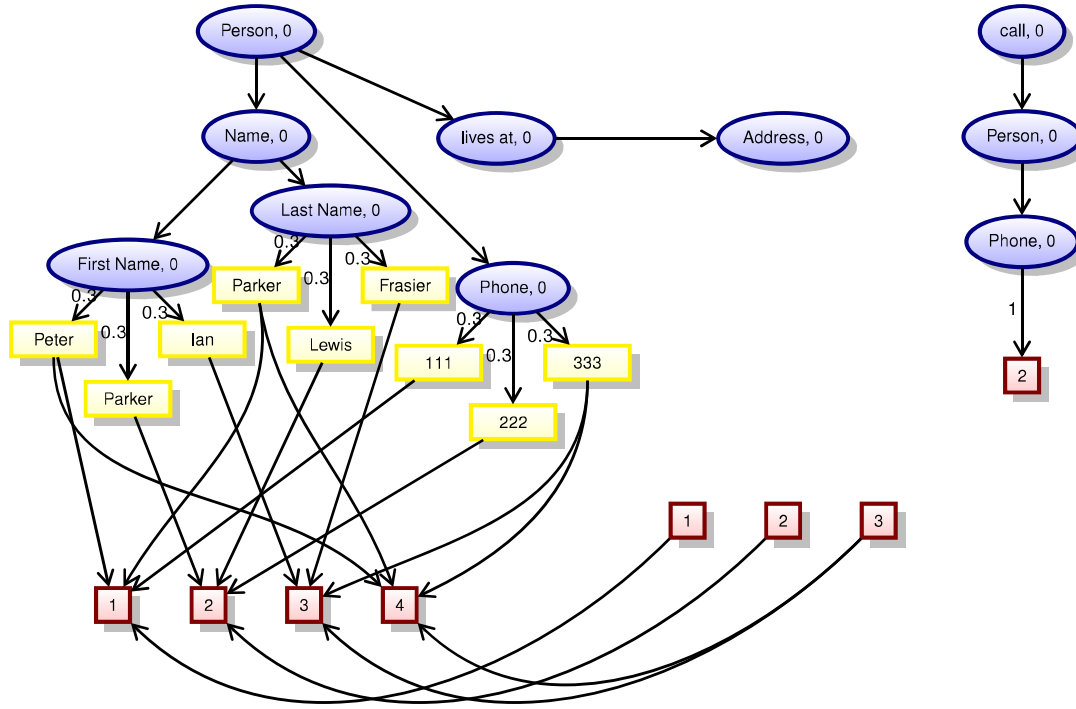 Person, 0
call, 0
Name, 0
lives at, 0
Address, 0
Person, 0
Last Name, 0
Phone, 0
0.3
0.3
0.3
First Name, 0
Parker
Frasier
Phone, 0
0.3
0.3
0.3
1
0.3
0.3
0.3
Peter
Ian
Lewis
111
333
2
Parker
222
1
2
3
1
2
3
4